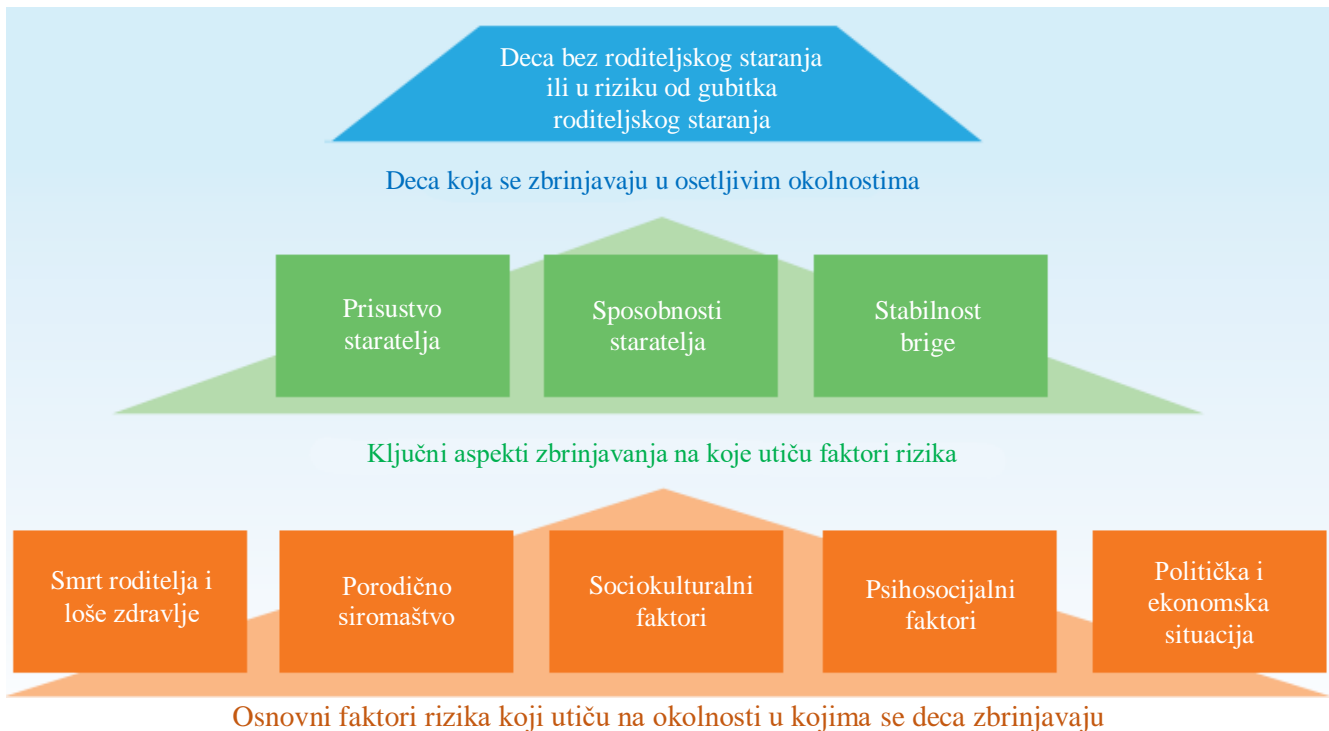 Deca bez roditeljskog staranja
ili u riziku od gubitka
roditeljskog staranja
Deca koja se zbrinjavaju u osetljivim okolnostima
Prisustvo
staratelja
Sposobnosti
staratelja
Stabilnost
brige
Ključni aspekti zbrinjavanja na koje utiču faktori rizika
Smrt roditelja i
loše zdravlje
Porodično
siromaštvo
Sociokulturalni
faktori
Psihosocijalni
faktori
Politička i
ekonomska
situacija
Osnovni faktori rizika koji utiču na okolnosti u kojima se deca zbrinjavaju